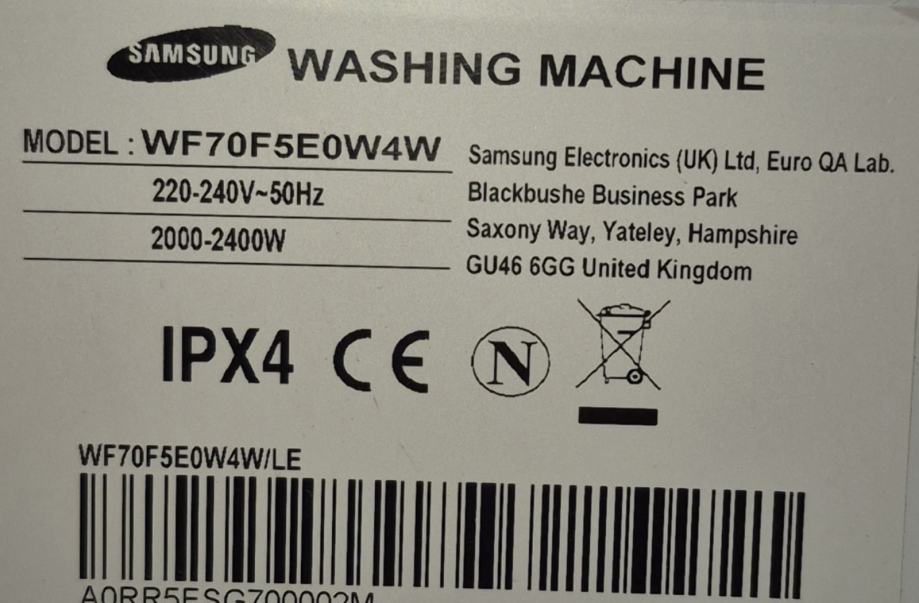 SAMSUNG WASHING MACHINE
MODEL : WF70F5E0W4W
220-240V~50Hz
2000-2400W
Samsung Electronics (UK) Ltd, Euro QA Lab.
Blackbushe Business Park
Saxony Way, Yateley, Hampshire
GU46 6GG United Kingdom
IPX4 CE N
WF70F5E0W4W/LE